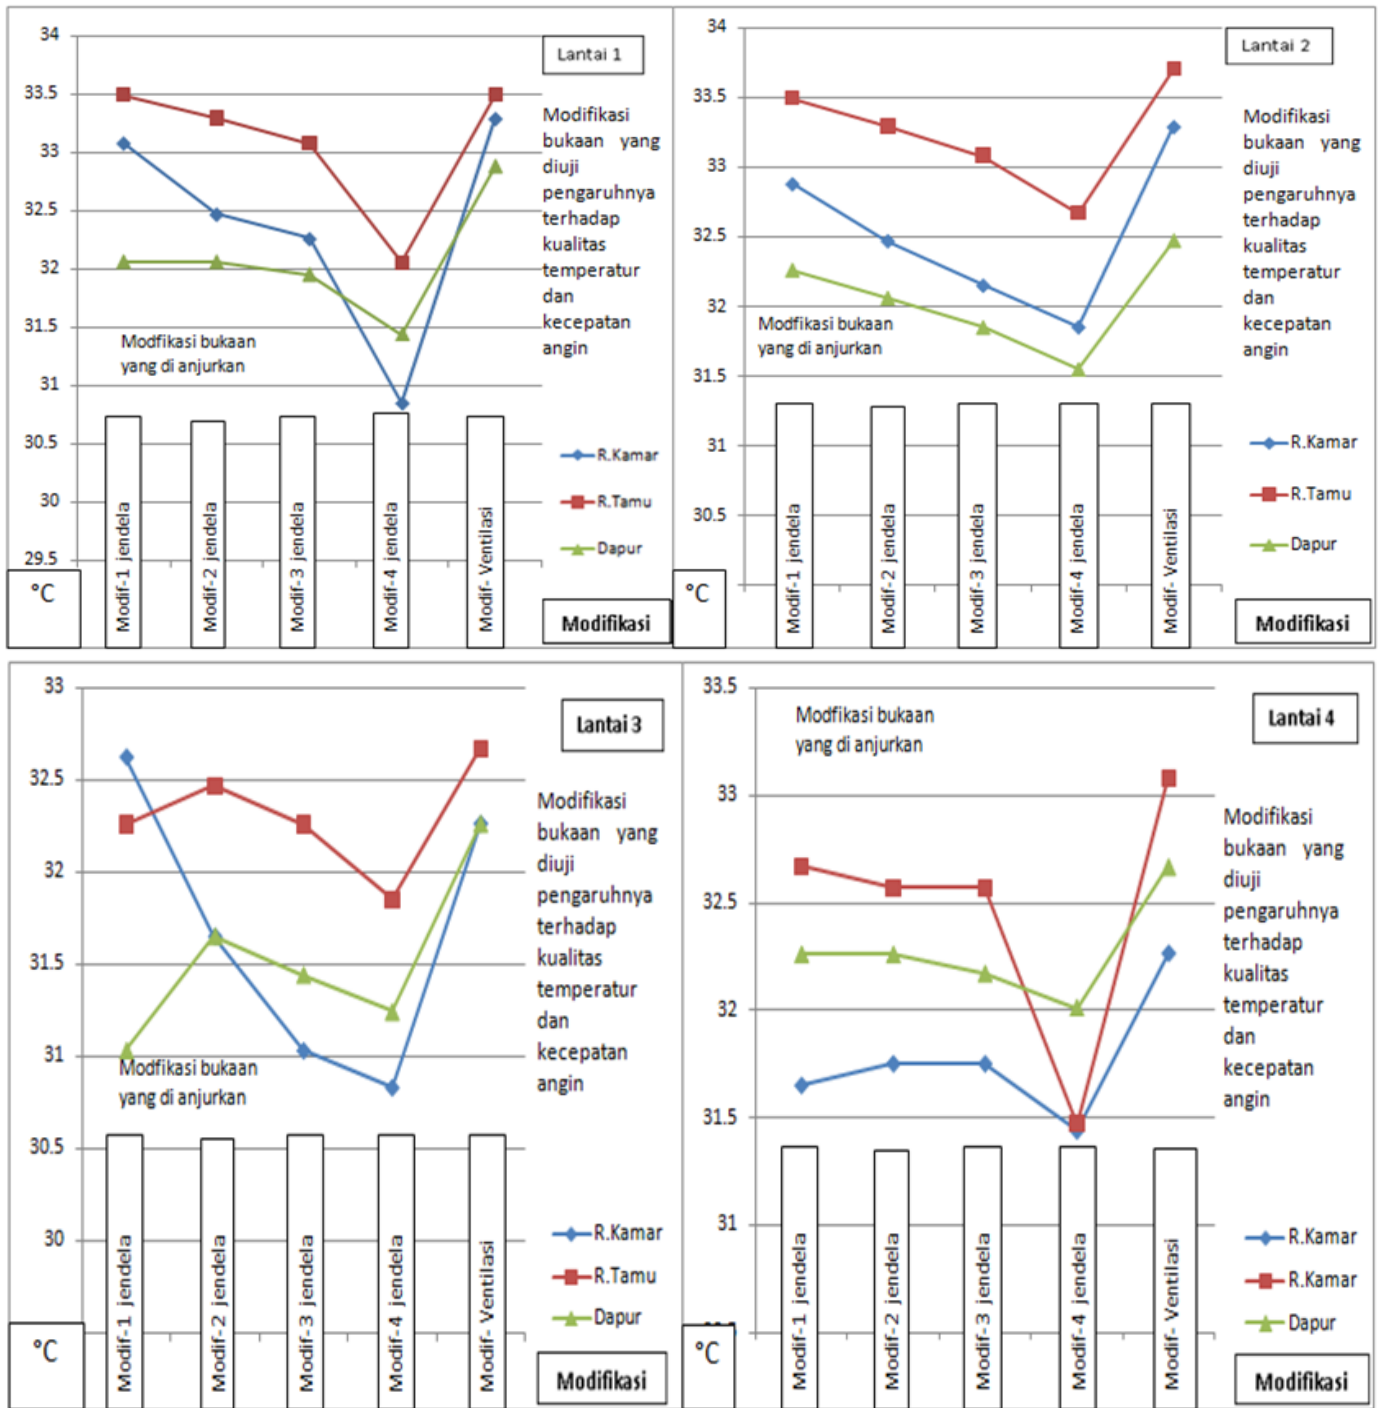 34
33.5
33
32.5
32
31.5
31
30.5
30
29.5
Lantai 1
Modifikasi
bukaan yang
diuji
pengaruhnya
terhadap
kualitas
temperatur
dan
kecepatan
angin
Modfikasi bukaan
yang di anjurkan
R.Kamar
R.Tamu
Dapur
°C
Modif-1 jendela
Modif-2 jendela
Modif-3 jendela
Modif-4 jendela
Modif- Ventilasi
Modifikasi
34
33.5
33
32.5
32
31.5
31
30.5
Lantai 2
Modifikasi
bukaan yang
diuji
pengaruhnya
terhadap
kualitas
temperatur
dan
kecepatan
angin
Modfikasi bukaan
yang di anjurkan
R.Kamar
R.Tamu
Dapur
°C
Modif-1 jendela
Modif-2 jendela
Modif-3 jendela
Modif-4 jendela
Modif- Ventilasi
Modifikasi
33
32.5
32
31.5
31
30.5
30
Lantai 3
Modifikasi
bukaan yang
diuji
pengaruhnya
terhadap
kualitas
temperatur
dan
kecepatan
angin
Modfikasi bukaan
yang di anjurkan
R.Kamar
R.Tamu
Dapur
°C
Modif-1 jendela
Modif-2 jendela
Modif-3 jendela
Modif-4 jendela
Modif- Ventilasi
Modifikasi
33.5
33
32.5
32
31.5
31
Lantai 4
Modfikasi bukaan
yang di anjurkan
Modifikasi
bukaan yang
diuji
pengaruhnya
terhadap
kualitas
temperatur
dan
kecepatan
angin
R.Kamar
R.Kamar
Dapur
°C
Modif-1 jendela
Modif-2 jendela
Modif-3 jendela
Modif-4 jendela
Modif- Ventilasi
Modifikasi